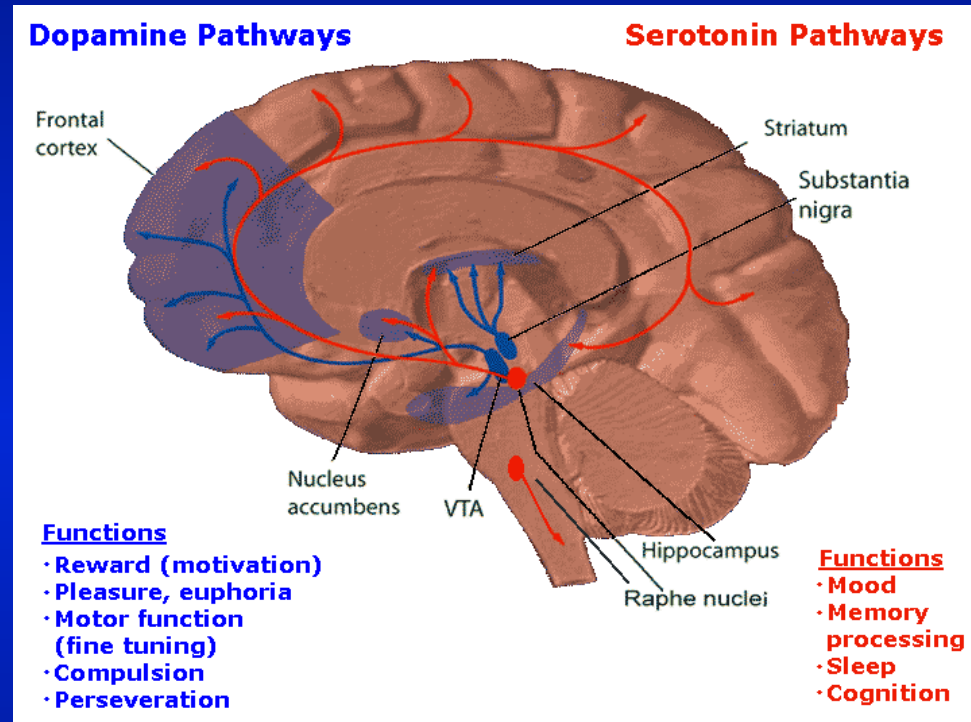 Dopamine Pathways
Serotonin Pathways
Frontal
cortex
Striatum
Substantia
nigra
Nucleus
accumbens
VTA
Hippocampus
Raphe nuclei
Functions
· Reward (motivation)
· Pleasure, euphoria
· Motor function
(fine tuning)
· Compulsion
· Perseveration
Functions
· Mood
· Memory
processing
· Sleep
· Cognition